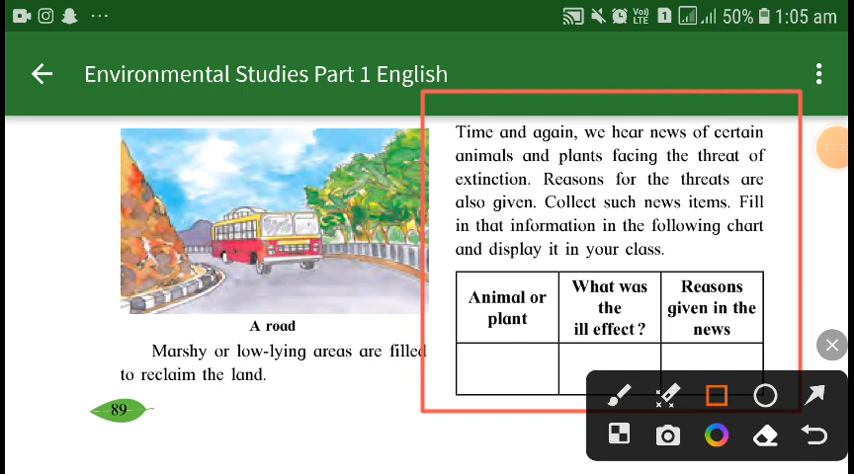 Vo)) 1 50% 1:05 am
LTE
Environmental Studies Part 1 English
A road
Marshy or low-lying areas are filled
to reclaim the land.
89
Time and again, we hear news of certain
animals and plants facing the threat of
extinction. Reasons for the threats are
also given. Collect such news items. Fill
in that information in the following chart
and display it in your class.
Animal or
plant
What was
the
ill effect ?
Reasons
given in the
news